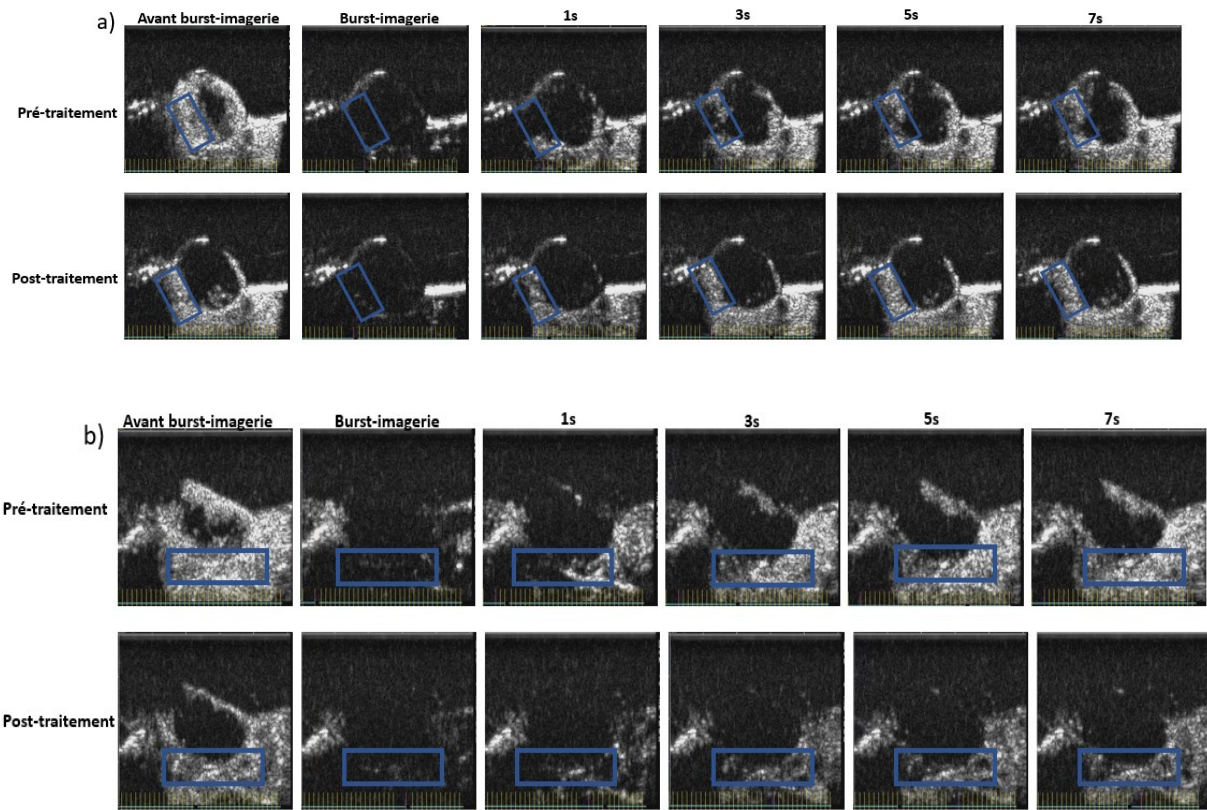 a)
Avant burst-imagerie Burst-imagerie 1s 3s 5s 7s
Pré-traitement
Post-traitement
b)
Avant burst-imagerie Burst-imagerie 1s 3s 5s 7s
Pré-traitement
Post-traitement